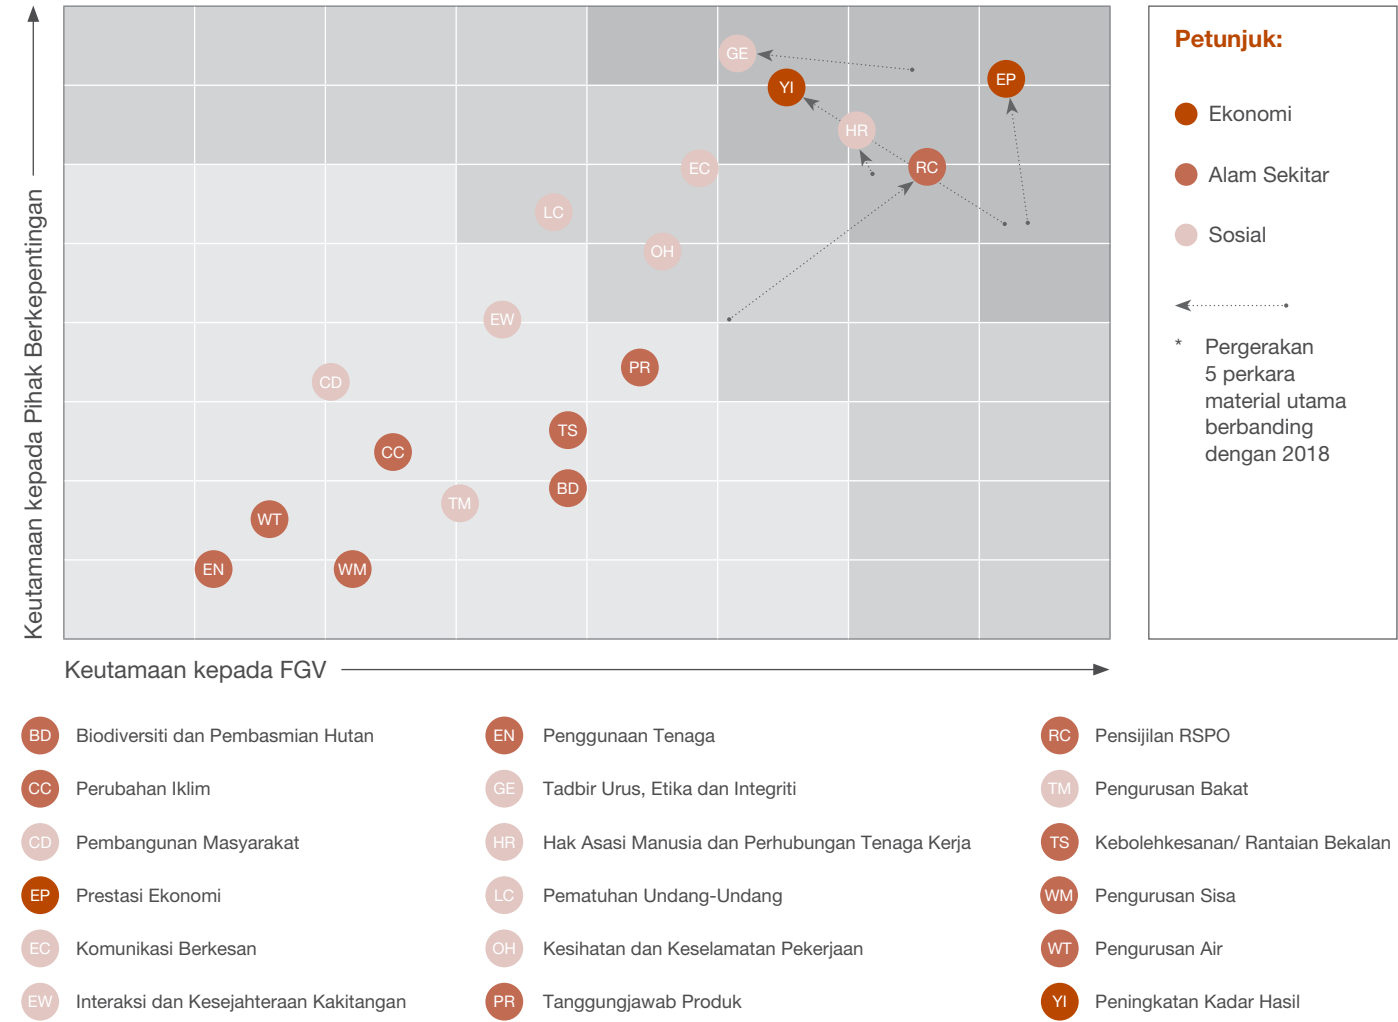 Keutamaan kepada Pihak Berkepentingan
GE
YI
EP
HR
EC
RC
LC
OH
EW
PR
CD
TS
CC
BD
TM
WT
EN
WM
Keutamaan kepada FGV
Petunjuk:
Ekonomi
Alam Sekitar
Sosial
* Pergerakan
5 perkara
material utama
berbanding
dengan 2018
BD Biodiversiti dan Pembasmian Hutan
CC Perubahan Iklim
CD Pembangunan Masyarakat
EP Prestasi Ekonomi
EC Komunikasi Berkesan
EW Interaksi dan Kesejahteraan Kakitangan
EN Penggunaan Tenaga
GE Tadbir Urus, Etika dan Integriti
HR Hak Asasi Manusia dan Perhubungan Tenaga Kerja
LC Pematuhan Undang-Undang
OH Kesihatan dan Keselamatan Pekerjaan
PR Tanggungjawab Produk
RC Pensijilan RSPO
TM Pengurusan Bakat
TS Kebolehkesanan/ Rantaian Bekalan
WM Pengurusan Sisa
WT Pengurusan Air
YI Peningkatan Kadar Hasil